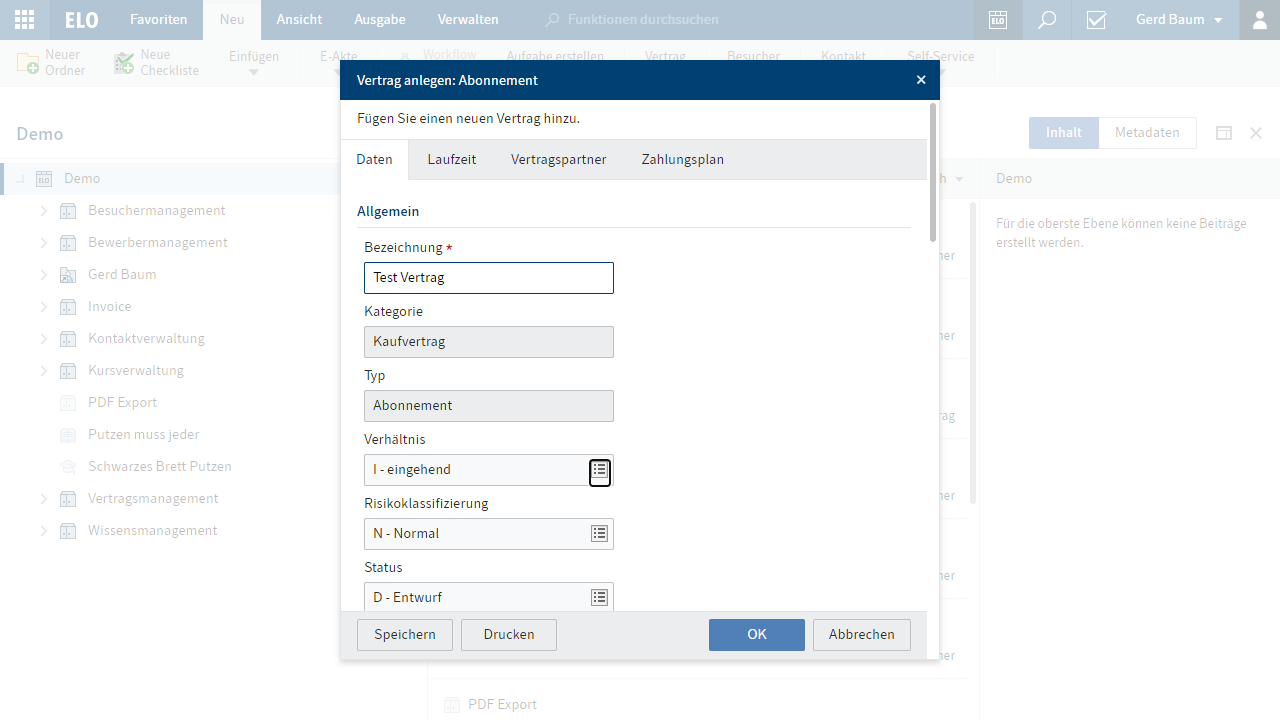 ELO
Favoriten
Neu
Ansicht
Ausgabe
Verwalten
Funktionen durchsuchen
ELO
Gerd Baum
Neuer
Ordner
Neue
Checkliste
Einfügen
E-Akte
Workflow
Aufgabe erstellen
Vertrag
Besucher
Kontakt
Self-Service
Vertrag anlegen: Abonnement
Fügen Sie einen neuen Vertrag hinzu.
Daten
Laufzeit
Vertragspartner
Zahlungsplan
Allgemein
Bezeichnung *
Test Vertrag
Kategorie
Kaufvertrag
Typ
Abonnement
Verhältnis
I - eingehend
Risikoklassifizierung
N - Normal
Status
D - Entwurf
Speichern
Drucken
OK
Abbrechen
Demo
Inhalt
Metadaten
ELO
Demo
Besuchermanagement
Bewerbermanagement
Gerd Baum
Invoice
Kontaktverwaltung
Kursverwaltung
PDF Export
Putzen muss jeder
Schwarzes Brett Putzen
Vertragsmanagement
Wissensmanagement
PDF Export
Demo
Für die oberste Ebene können keine Beiträge
erstellt werden.